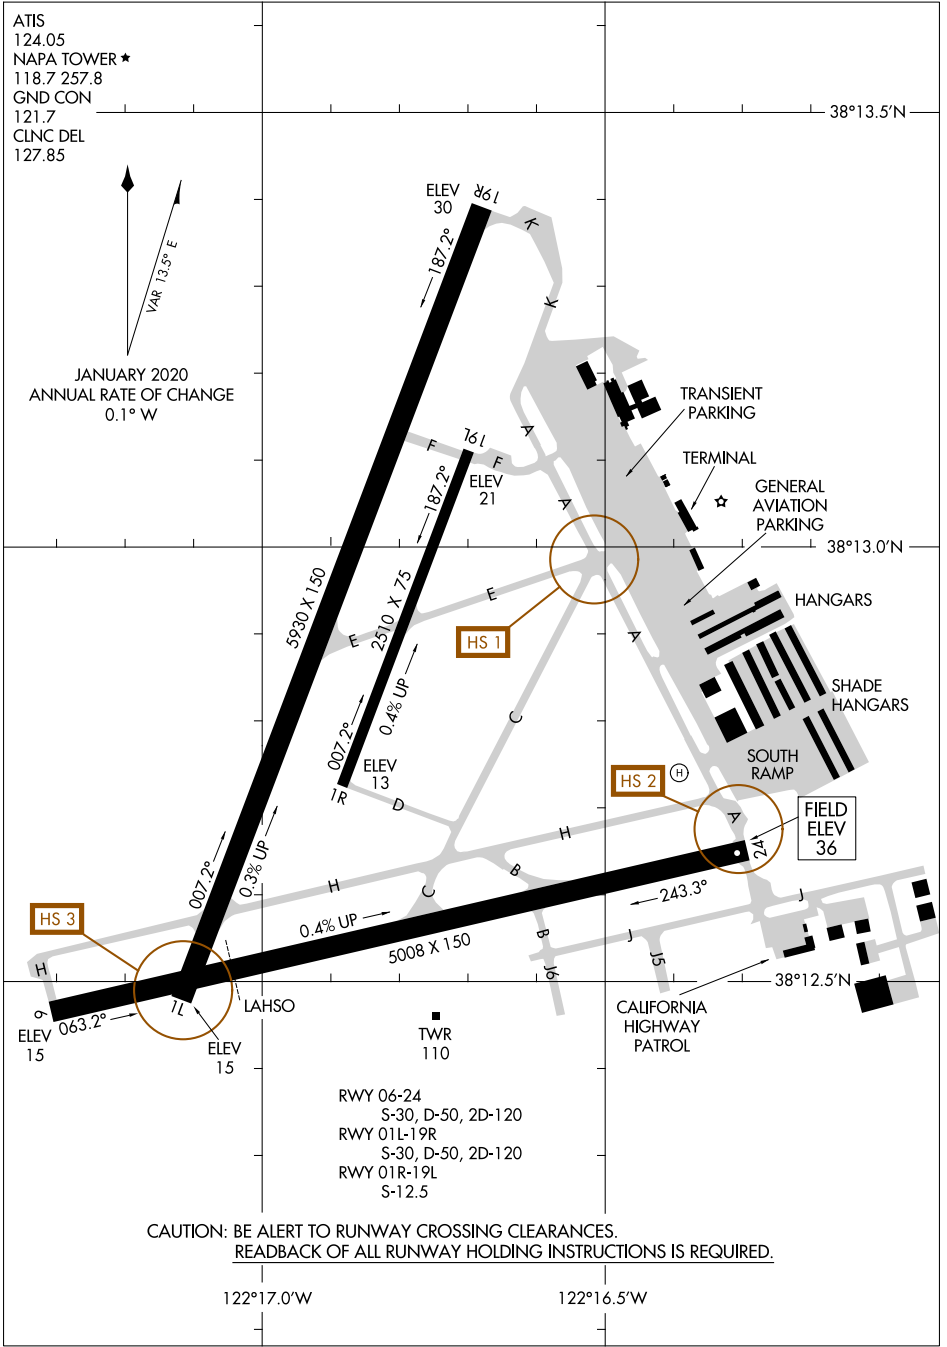 ATIS
124.05
NAPA TOWER ★
118.7 257.8
GND CON
121.7
CLNC DEL
127.85
38°13.5'N
VAR 13.5° E
JANUARY 2020
ANNUAL RATE OF CHANGE
0.1° W
ELEV
30
19R
K
K
187.2°
TRANSIENT
PARKING
TERMINAL
GENERAL
AVIATION
PARKING
A
F
19L
F
ELEV
21
187.2°
A
38°13.0'N
5930 X 150
2510 X 75
E
E
HS 1
HANGARS
A
SHADE
HANGARS
C
007.2°
0.4% UP
ELEV
13
1R
D
HS 2
H
SOUTH
RAMP
FIELD
ELEV
36
A
24
H
007.2°
0.3% UP
B
H
C
243.3°
J
HS 3
0.4% UP
5008 X 150
B
J
J5
J6
H
38°12.5'N
1L
LAHSO
6
063.2°
ELEV
15
ELEV
15
TWR
110
CALIFORNIA
HIGHWAY
PATROL
RWY 06-24
S-30, D-50, 2D-120
RWY 01L-19R
S-30, D-50, 2D-120
RWY 01R-19L
S-12.5
CAUTION: BE ALERT TO RUNWAY CROSSING CLEARANCES.
READBACK OF ALL RUNWAY HOLDING INSTRUCTIONS IS REQUIRED.
122°17.0'W
122°16.5'W